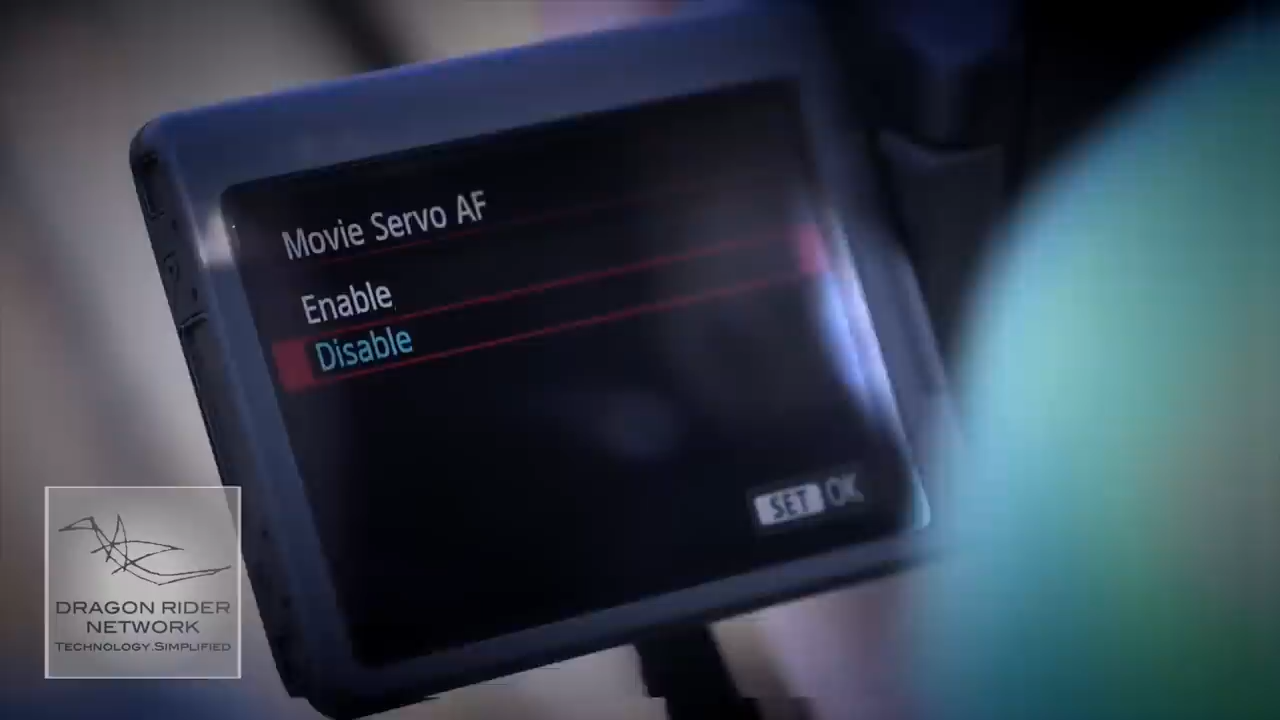 Movie Servo AF
Enable
Disable
SET OK
DRAGON RIDER
NETWORK
TECHNOLOGY SIMPLIFIED